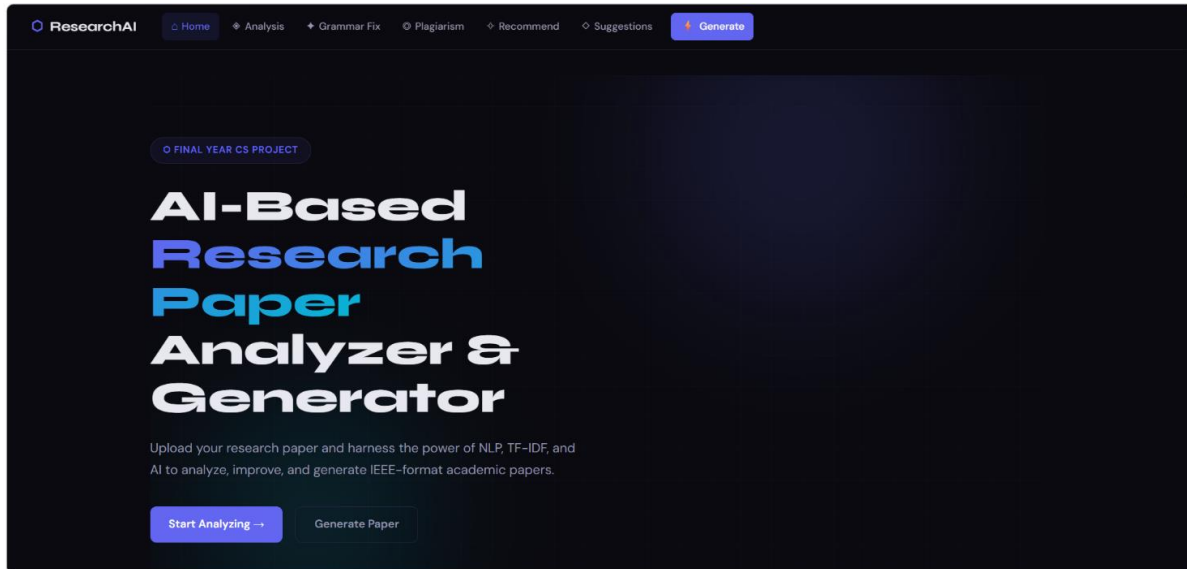 ResearchAI
Home
Analysis
Grammar Fix
Plagiarism
Recommend
Suggestions
Generate
FINAL YEAR CS PROJECT
AI-Based
Research
Paper
Analyzer &
Generator
Upload your research paper and harness the power of NLP, TF-IDF, and
AI to analyze, improve, and generate IEEE-format academic papers.
Start Analyzing →
Generate Paper